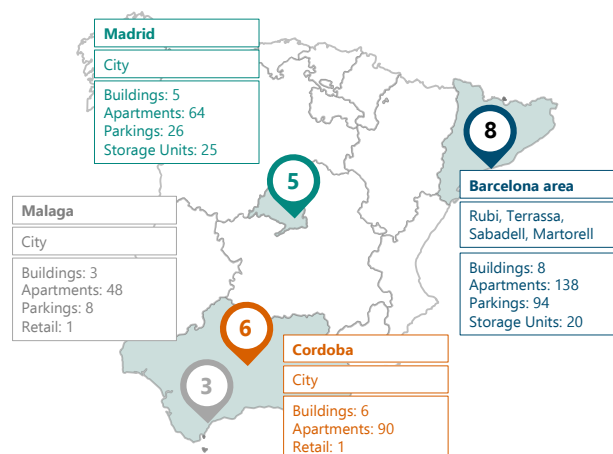 Madrid
City
Buildings: 5
Apartments: 64
Parkings: 26
Storage Units: 25
5
8
Barcelona area
Rubi, Terrassa,
Sabadell, Martorell
Buildings: 8
Apartments: 138
Parkings: 94
Storage Units: 20
Malaga
City
Buildings: 3
Apartments: 48
Parkings: 8
Retail: 1
3
6
Cordoba
City
Buildings: 6
Apartments: 90
Retail: 1